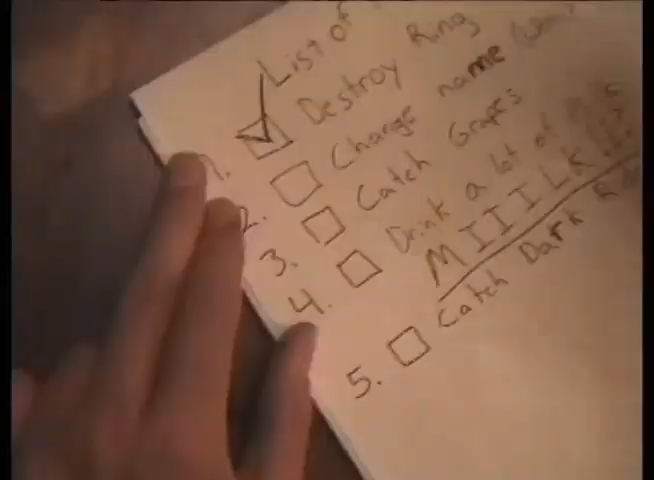 List of
1. Destroy Ring
2. Change name
3. Catch Grapes
4. Drink a lot of
MIIILK!!
5. Catch Dark